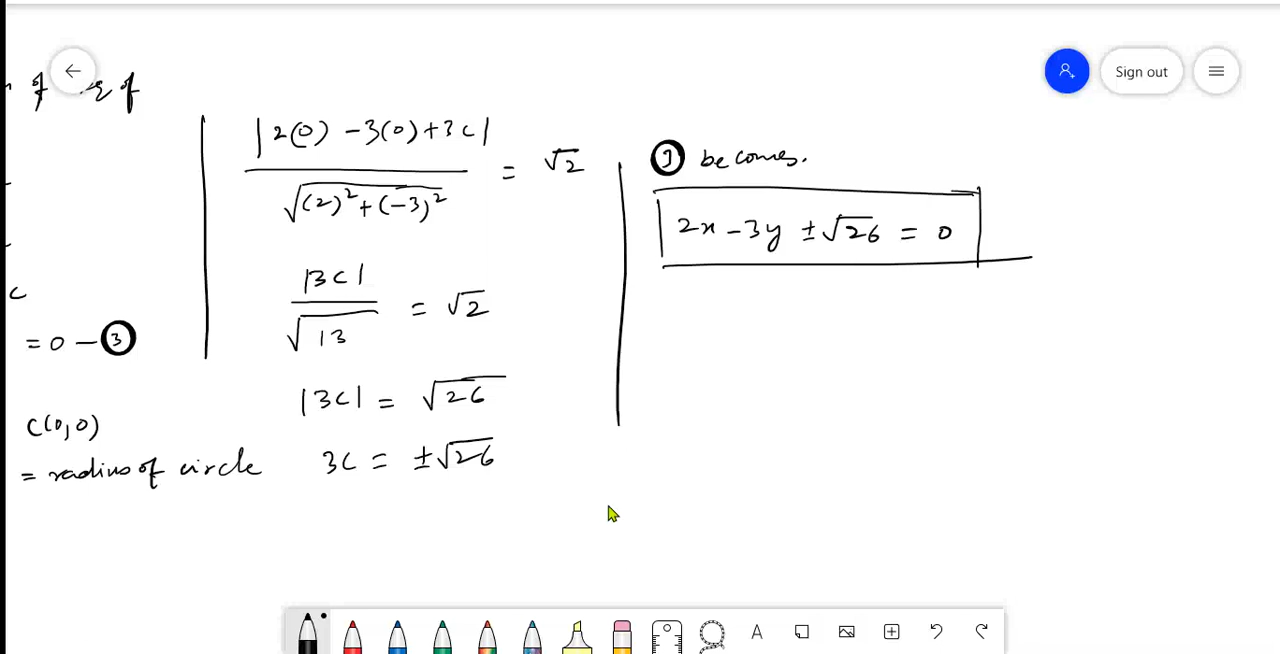 Sign out
of
c
= 0 — ③
C(0,0)
= radius of circle
|2(0) -3(0)+3c| / √(2)²+(-3)² = √2
|3c| / √13 = √2
|3c| = √26
3c = ±√26
① becomes.
2x -3y ±√26 = 0
A